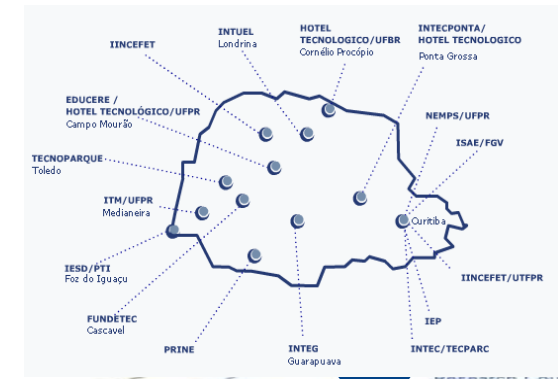 IINCEFET
INTUEL
Londrina
HOTEL
TECNOLOGICO/UFBR
Cornélio Procópio
INTECPONTA/
HOTEL TECNOLOGICO
Ponta Grossa
EDUCERE /
HOTEL TECNOLÓGICO/UFPR
Campo Mourão
NEMPS/UFPR
ISAE/FGV
TECNOPARQUE
Toledo
ITM/UFPR
Medianeira
Curitiba
IESD/PTI
Foz do Iguaçu
IINCEFET/UTFPR
FUNDETEC
Cascavel
IEP
PRINE
INTEG
Guarapuava
INTEC/TECPARC